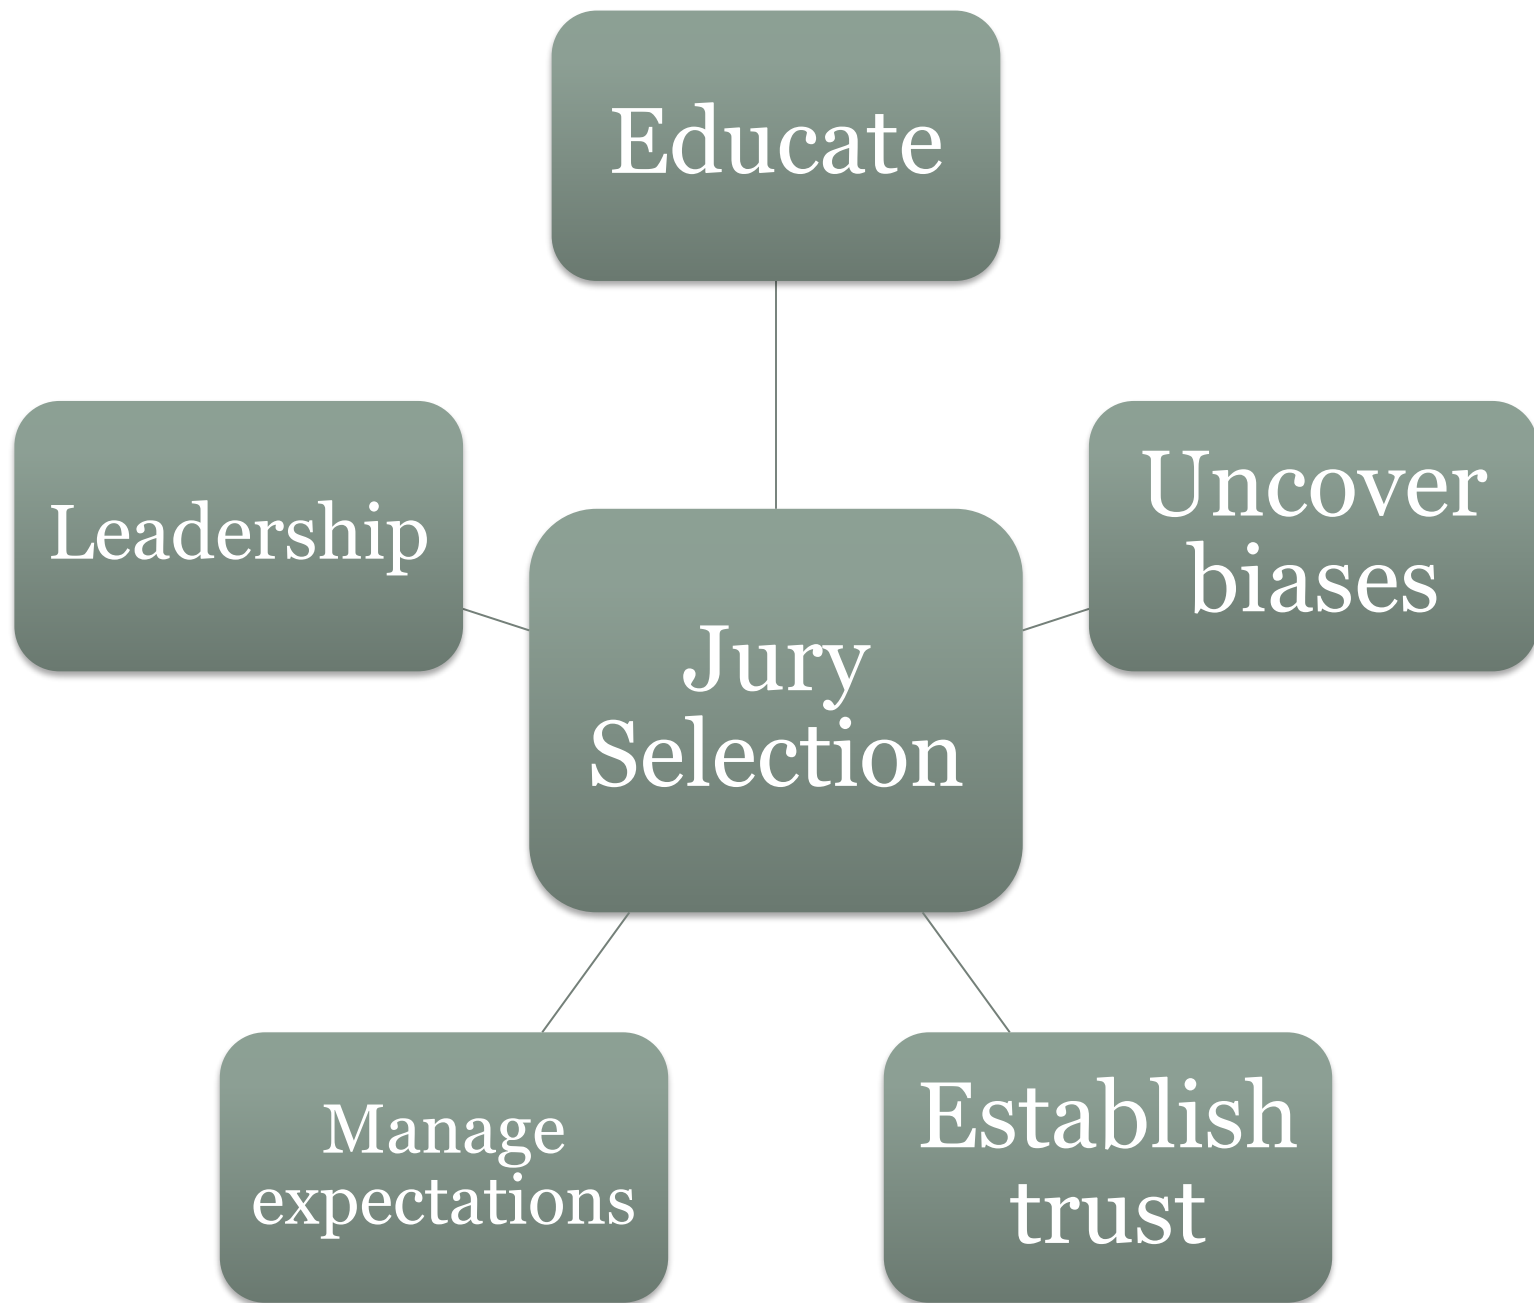 Educate
Leadership
Uncover
biases
Jury
Selection
Manage
expectations
Establish
trust